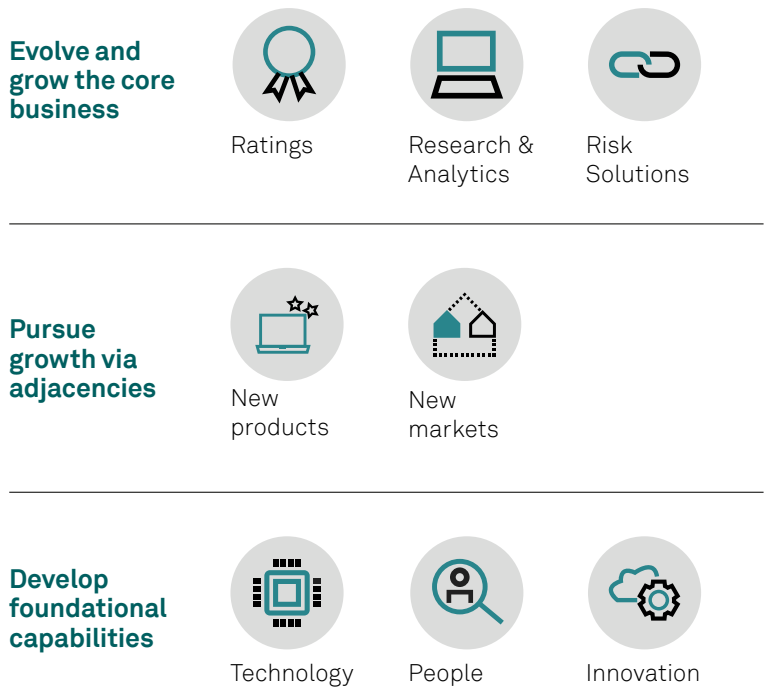 Evolve and
grow the core
business
Ratings
Research &
Analytics
Risk
Solutions
Pursue
growth via
adjacencies
New
products
New
markets
Develop
foundational
capabilities
Technology
People
Innovation